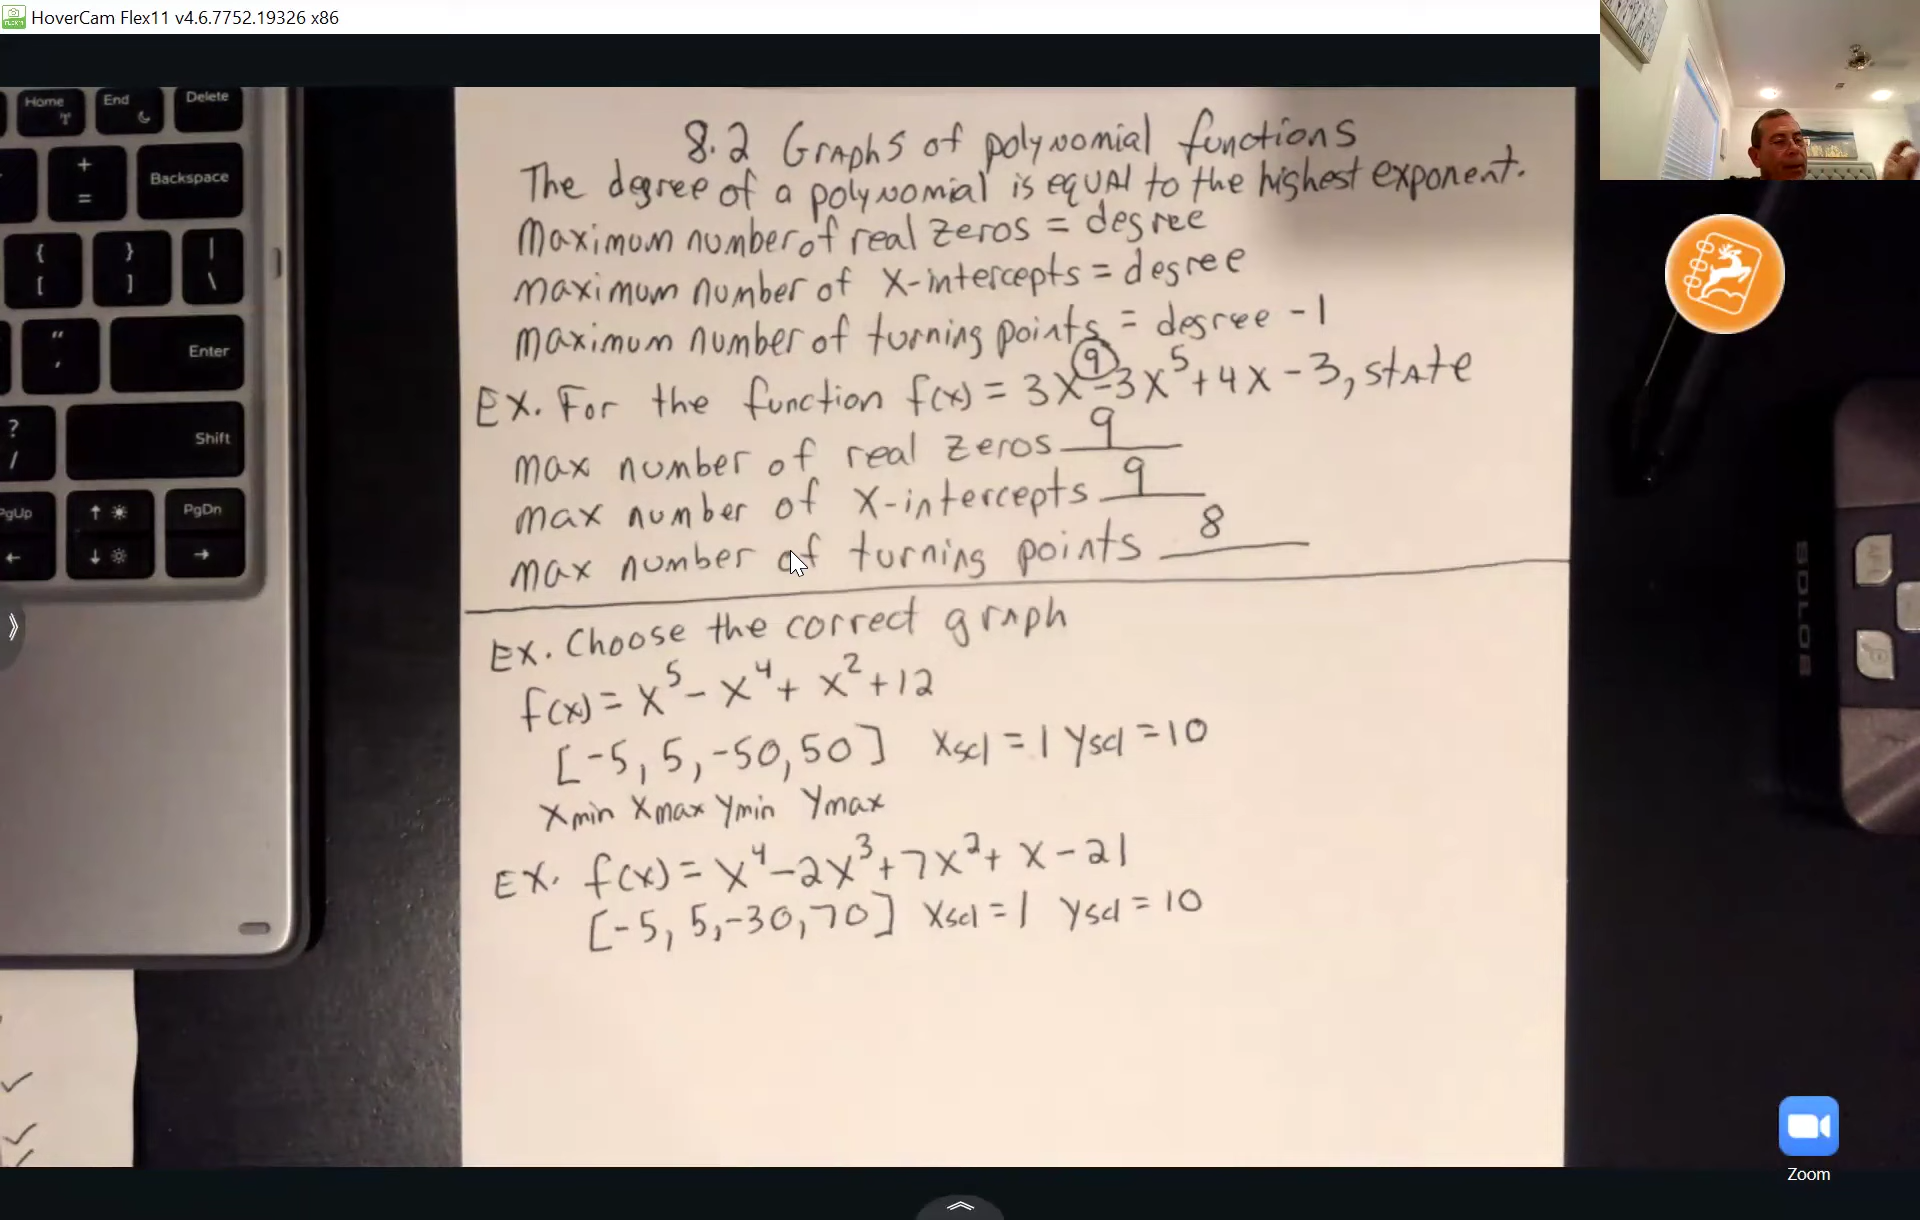 HoverCam Flex11 v4.6.7752.19326 x86
Home End Delete
+ =
Backspace
{ [ } ] | \
" ' Enter
? / Shift
PgUp PgDn
8.2 Graphs of polynomial functions
The degree of a polynomial is equal to the highest exponent.
Maximum number of real zeros = degree
maximum number of x-intercepts = degree
maximum number of turning points = degree -1
Ex. For the function f(x) = 3x⁹-3x⁵+4x-3, state
max number of real zeros 9
max number of x-intercepts 9
max number of turning points 8
Ex. Choose the correct graph
f(x) = x⁵- x⁴+ x²+12
[-5, 5, -50, 50] Xscl = 1 Yscl = 10
Xmin Xmax Ymin Ymax
Ex. f(x) = x⁴-2x³+7x²+ x-21
[-5, 5, -30, 70] Xscl = 1 Yscl = 10
Zoom